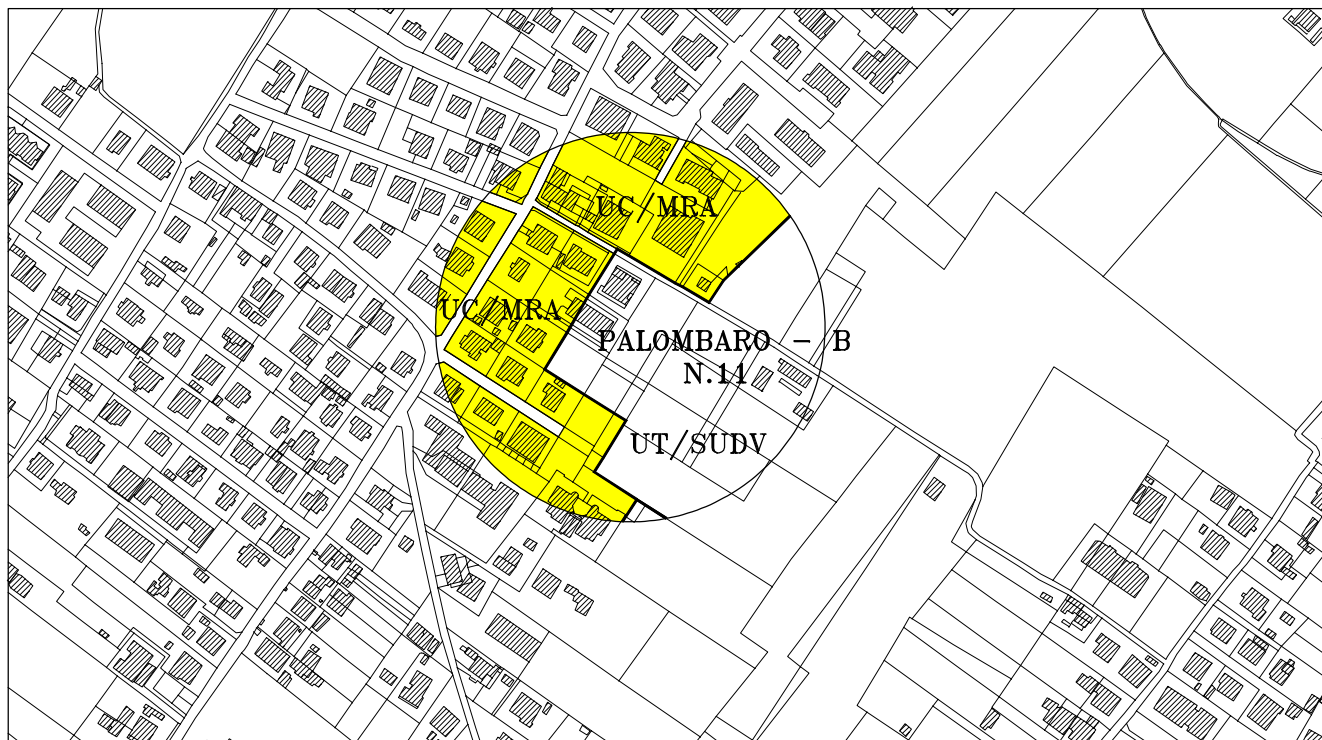 UC/MRA
UC/MRA
PALOMBARO - B
N.11
UT/SUDV